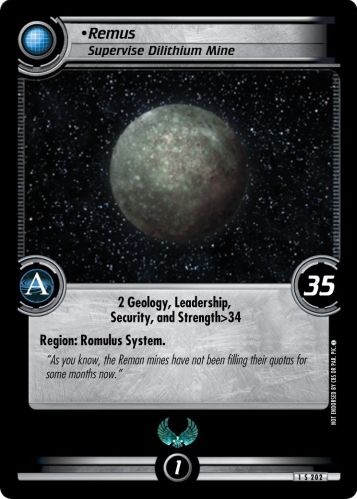 •Remus
Supervise Dilithium Mine
A
35
2 Geology, Leadership,
Security, and Strength>34
Region: Romulus System.
"As you know, the Reman mines have not been filling their quotas for
some months now."
NOT ENDORSED BY CBS OR PAR. PIC.
1
1 S 202